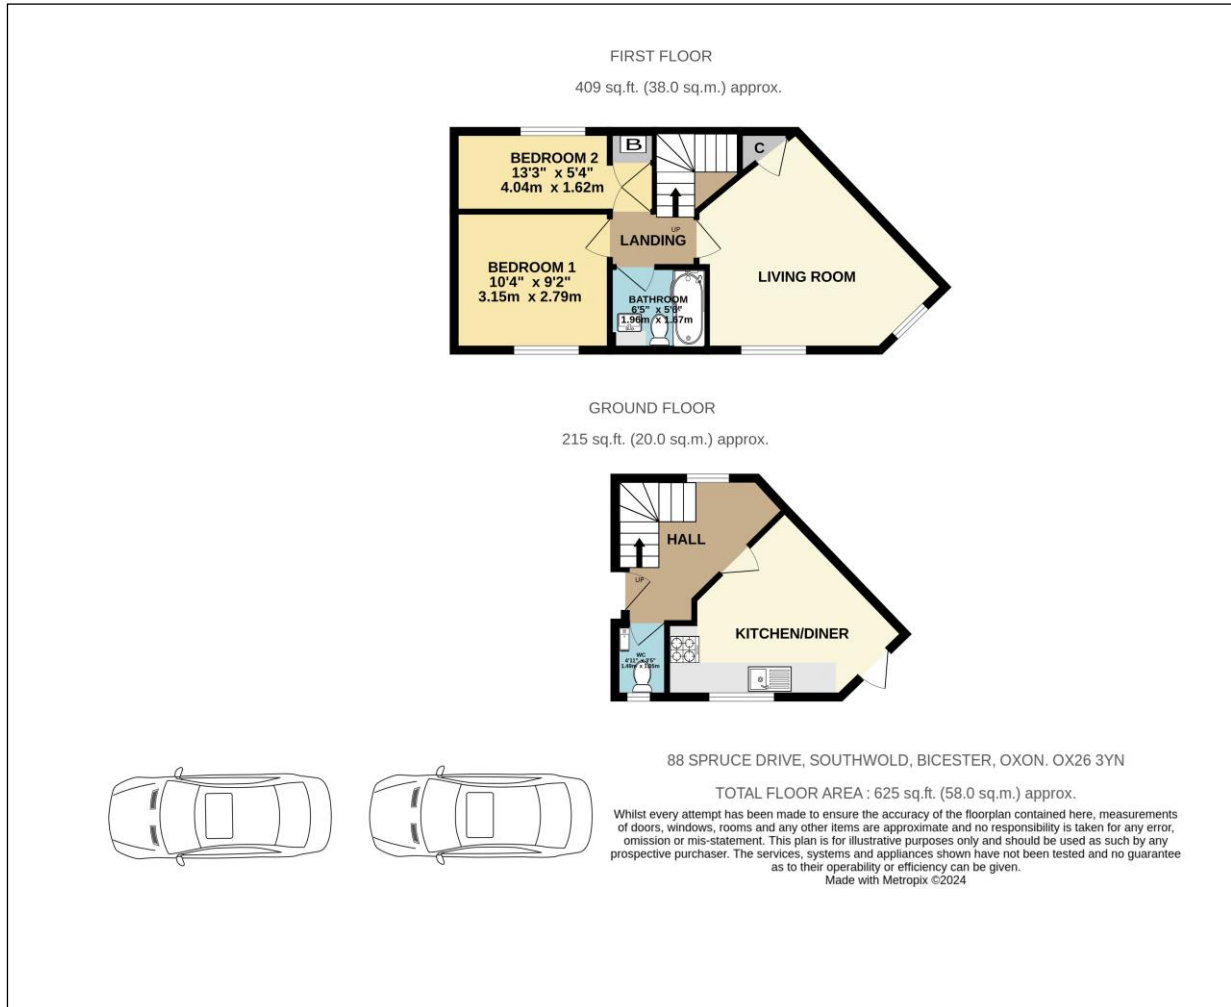 FIRST FLOOR
409 sq.ft. (38.0 sq.m.) approx.
B
C
BEDROOM 2
13'3" x 5'4"
4.04m x 1.62m
UP
LANDING
BEDROOM 1
10'4" x 9'2"
3.15m x 2.79m
LIVING ROOM
BATHROOM
6'5" x 5'6"
1.96m x 1.67m
GROUND FLOOR
215 sq.ft. (20.0 sq.m.) approx.
HALL
UP
KITCHEN/DINER
WC
88 SPRUCE DRIVE, SOUTHWOLD, BICESTER, OXON. OX26 3YN
TOTAL FLOOR AREA : 625 sq.ft. (58.0 sq.m.) approx.
Whilst every attempt has been made to ensure the accuracy of the floorplan contained here, measurements
of doors, windows, rooms and any other items are approximate and no responsibility is taken for any error,
omission or mis-statement. This plan is for illustrative purposes only and should be used as such by any
prospective purchaser. The services, systems and appliances shown have not been tested and no guarantee
as to their operability or efficiency can be given.
Made with Metropix ©2024